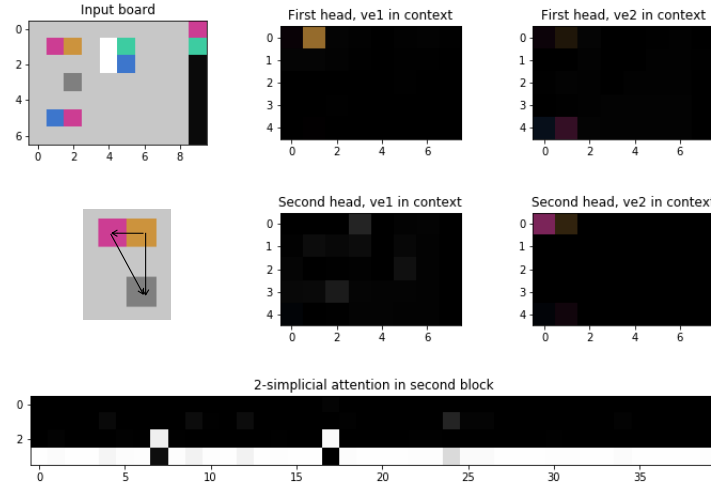 Input board
First head, ve1 in context
First head, ve2 in context
0
2
4
6
0 2 4 6 8
0
1
2
3
4
0 2 4 6
0
1
2
3
4
0 2 4 6
Second head, ve1 in context
Second head, ve2 in context
0
1
2
3
4
0 2 4 6
0
1
2
3
4
0 2 4 6
2-simplicial attention in second block
0
2
0 5 10 15 20 25 30 35